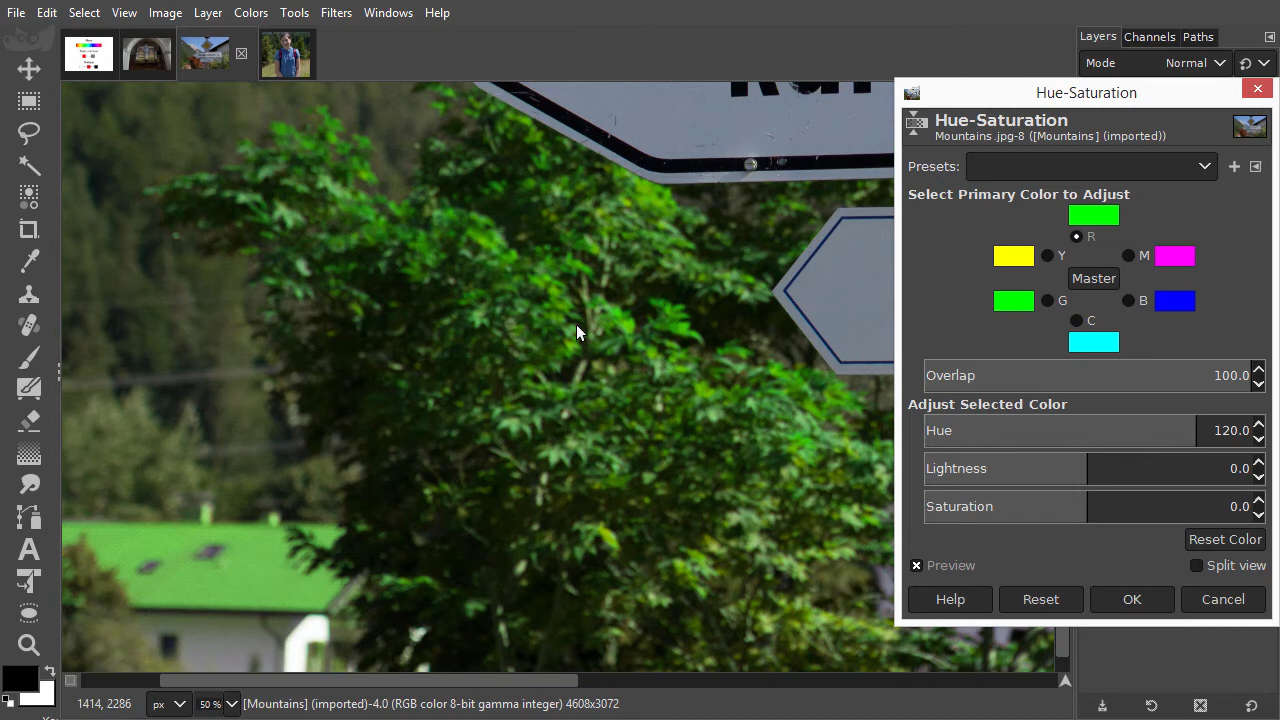 File Edit Select View Image Layer Colors Tools Filters Windows Help
Layers Channels Paths
Mode Normal
Hue-Saturation
Hue-Saturation
Mountains.jpg-8 ([Mountains] (imported))
Presets:
Select Primary Color to Adjust
R
Y M
Master
G B
C
Overlap 100.0
Adjust Selected Color
Hue 120.0
Lightness 0.0
Saturation 0.0
Reset Color
Preview Split view
Help Reset OK Cancel
1414, 2286 px 50 % [Mountains] (imported)-4.0 (RGB color 8-bit gamma integer) 4608x3072